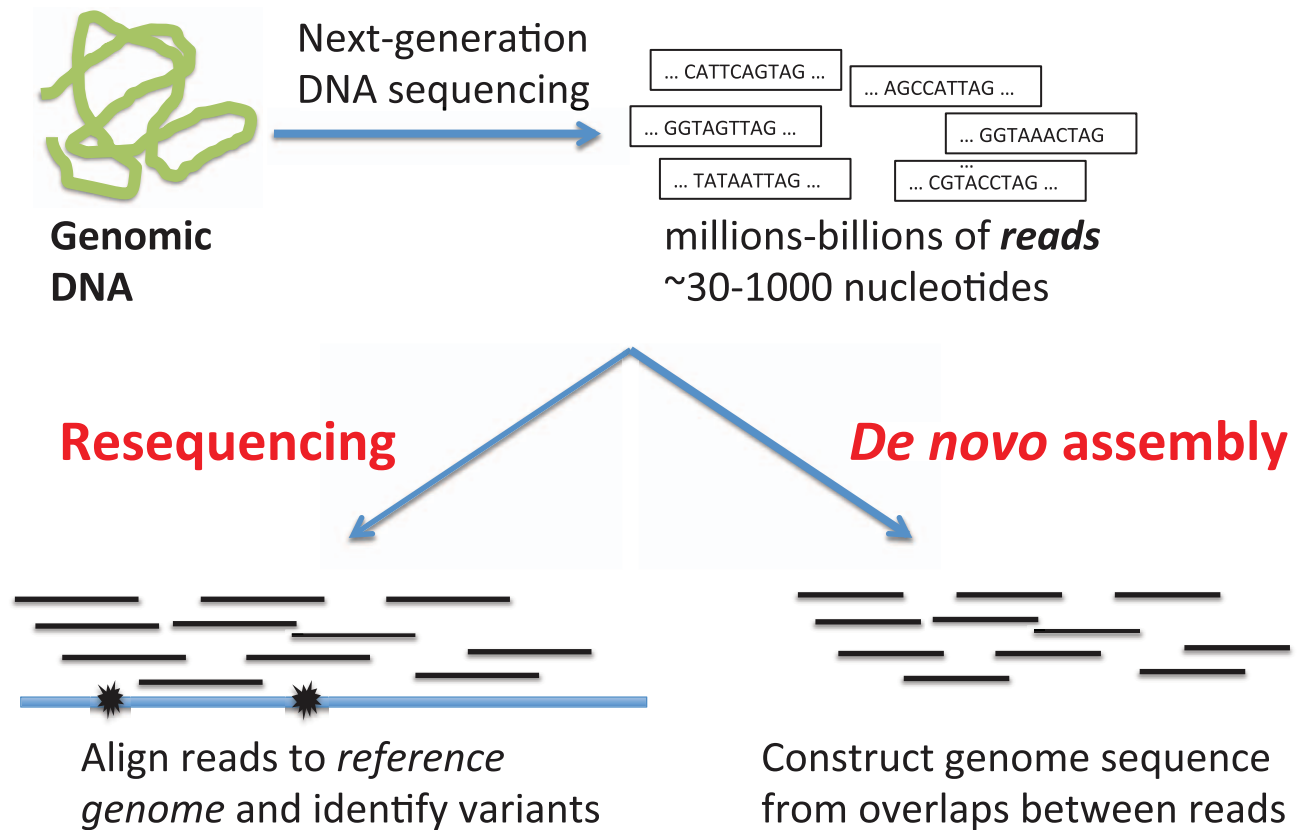 Next-generation
DNA sequencing
... CATTCAGTAG ...
... AGCCATTAG ...
... GGTAGTTAG ...
... GGTAAACTAG
...
... TATAATTAG ...
... CGTACCTAG ...
Genomic
DNA
millions-billions of reads
~30-1000 nucleotides
Resequencing
De novo assembly
Align reads to reference
genome and identify variants
Construct genome sequence
from overlaps between reads